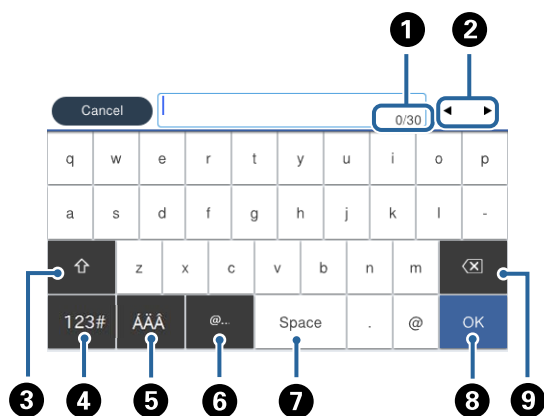 1 2
Cancel 0/30 ◀ ▶
q w e r t y u i o p
a s d f g h j k l -
z x c v b n m
123# ÁÄÂ @... Space . @ OK
3 4 5 6 7 8 9